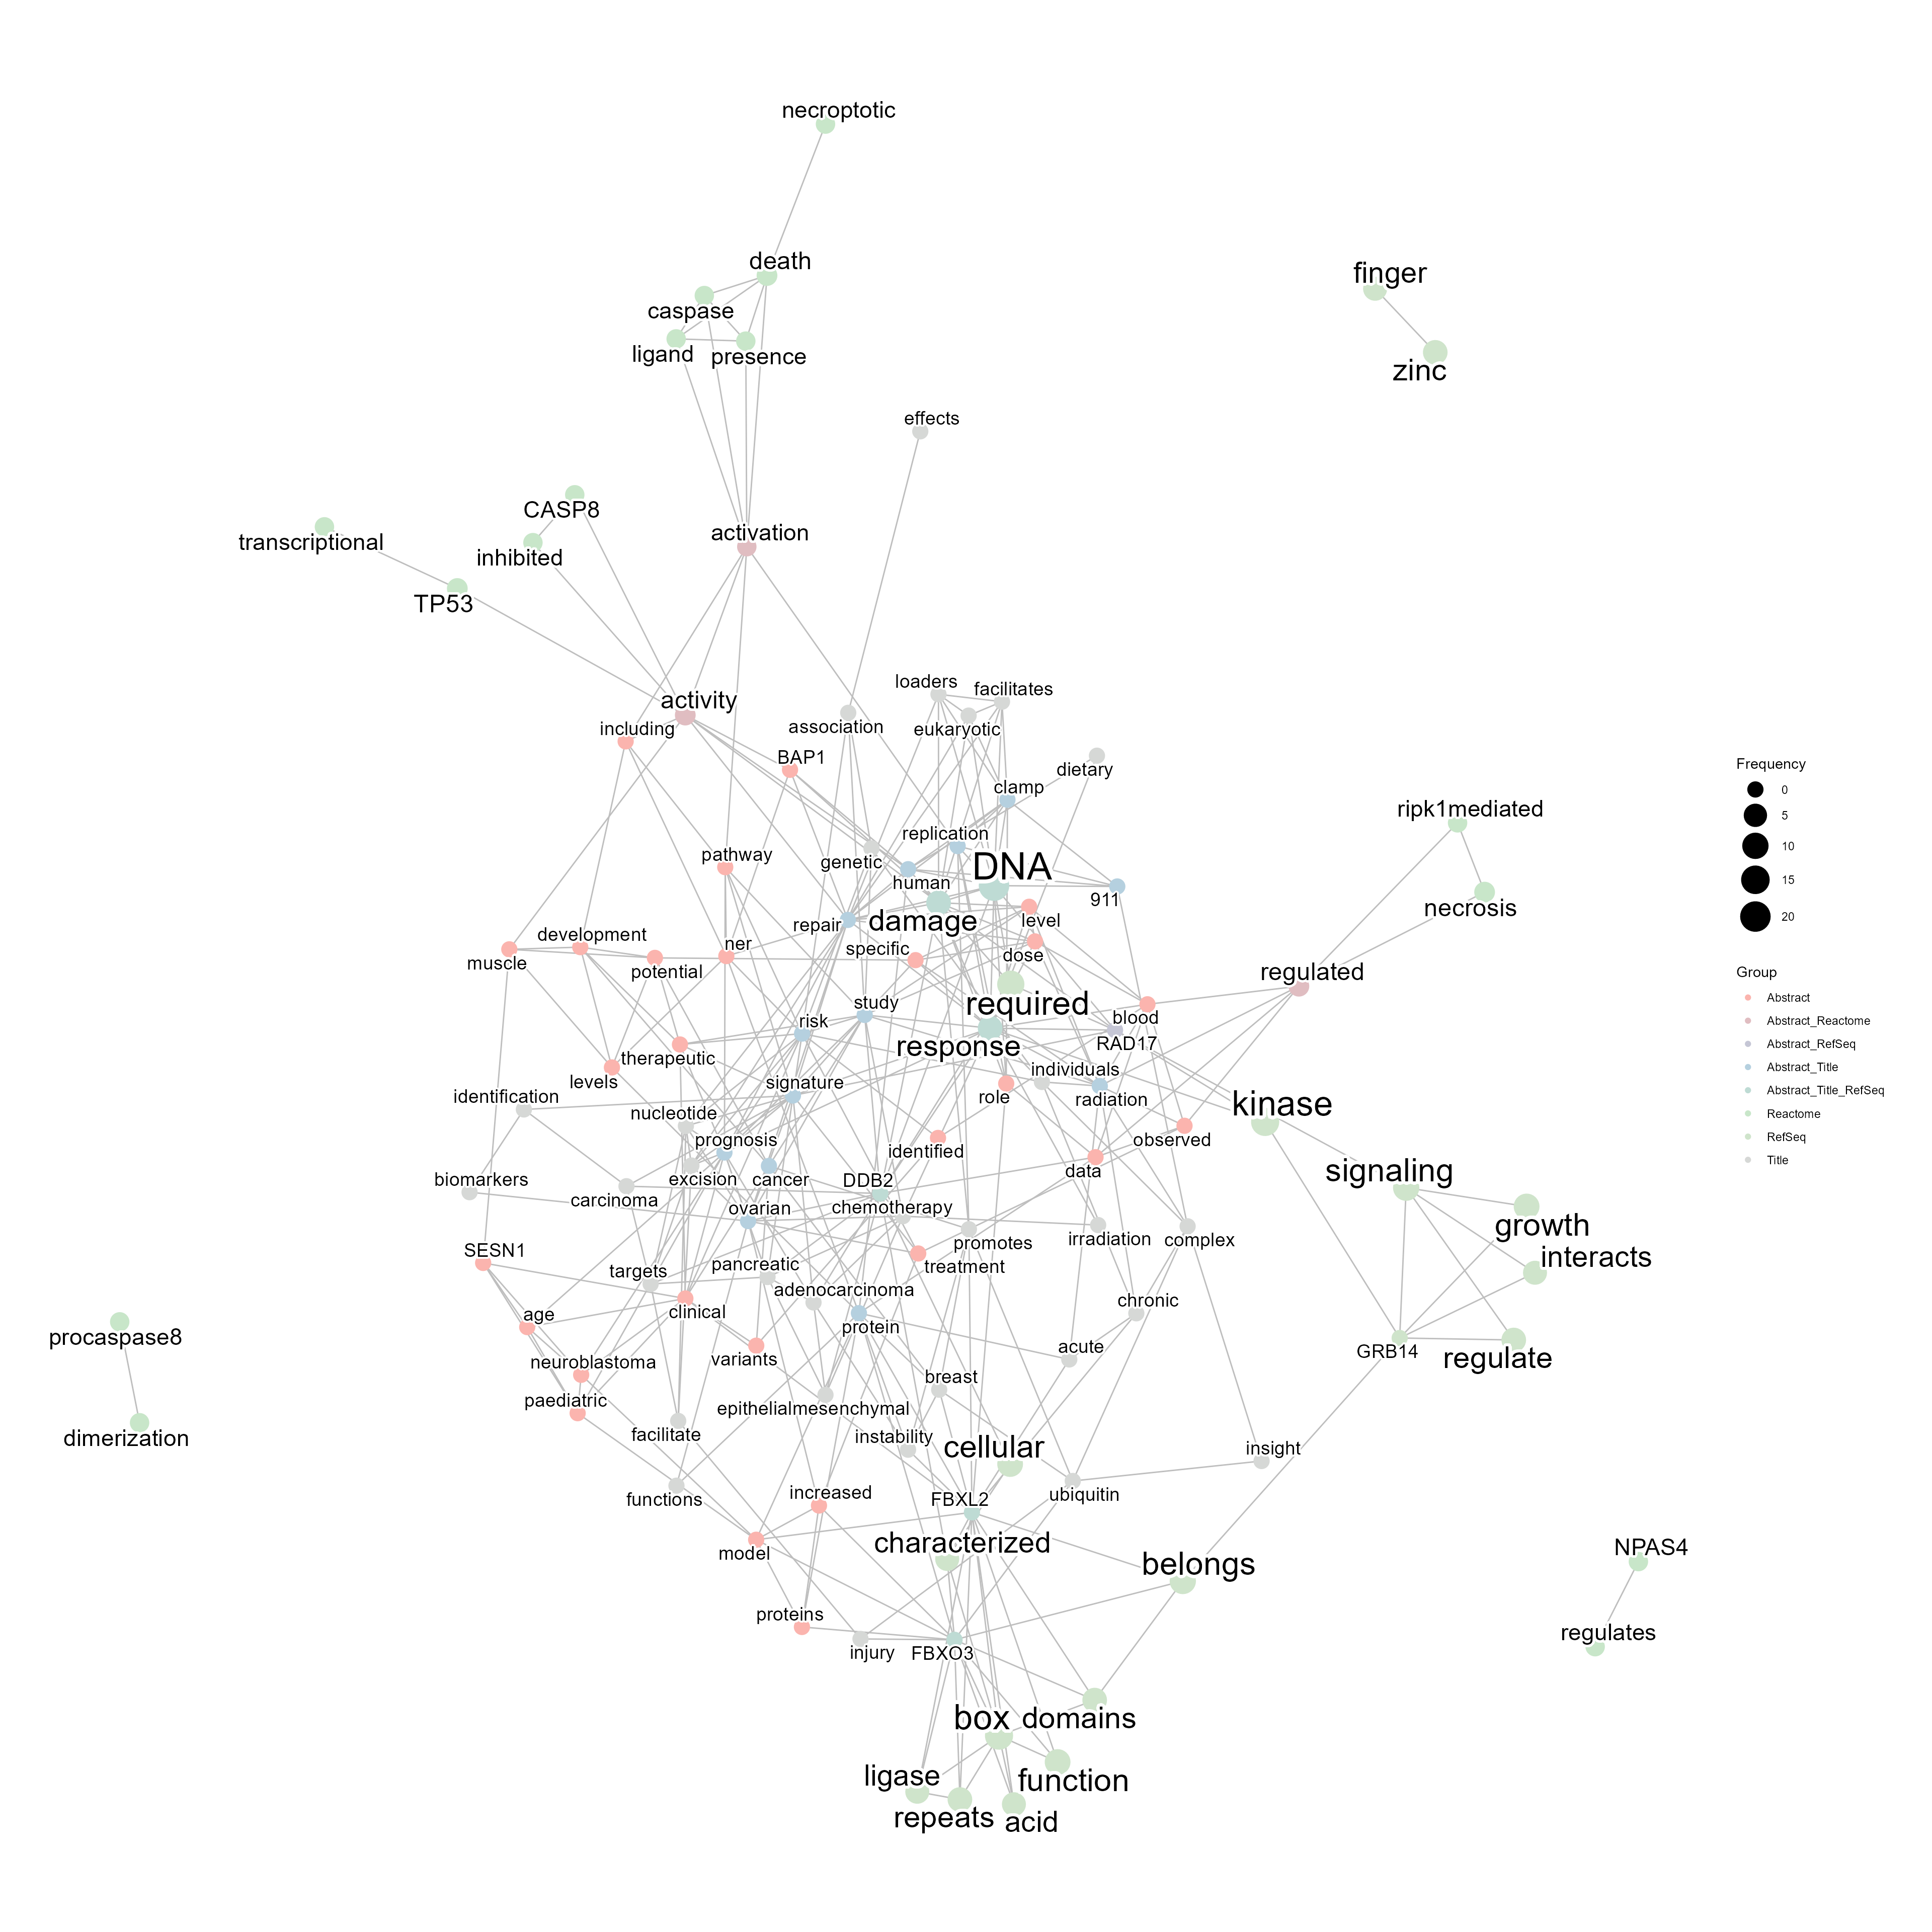 necroptotic
death
finger
caspase
ligand
presence
zinc
effects
CASP8
activation
transcriptional
inhibited
TP53
loaders
facilitates
activity
including
association
eukaryotic
BAP1
dietary
clamp
Frequency
0
5
10
15
20
ripk1mediated
replication
pathway
genetic
DNA
human
911
necrosis
damage
repair
level
development
ner
specific
muscle
potential
dose
regulated
Group
Abstract
Abstract_Reactome
Abstract_RefSeq
Abstract_Title
Abstract_Title_RefSeq
Reactome
RefSeq
Title
study
required
risk
blood
response
RAD17
therapeutic
individuals
levels
signature
identification
role
radiation
kinase
nucleotide
prognosis
observed
identified
signaling
data
biomarkers
excision
cancer
DDB2
carcinoma
ovarian
chemotherapy
growth
irradiation
complex
SESN1
promotes
interacts
targets
pancreatic
treatment
adenocarcinoma
chronic
age
clinical
procaspase8
protein
acute
GRB14
regulate
neuroblastoma
variants
breast
paediatric
epithelialmesenchymal
facilitate
instability
dimerization
cellular
insight
functions
increased
FBXL2
ubiquitin
characterized
model
NPAS4
belongs
proteins
injury
FBXO3
regulates
box
domains
ligase
function
repeats
acid